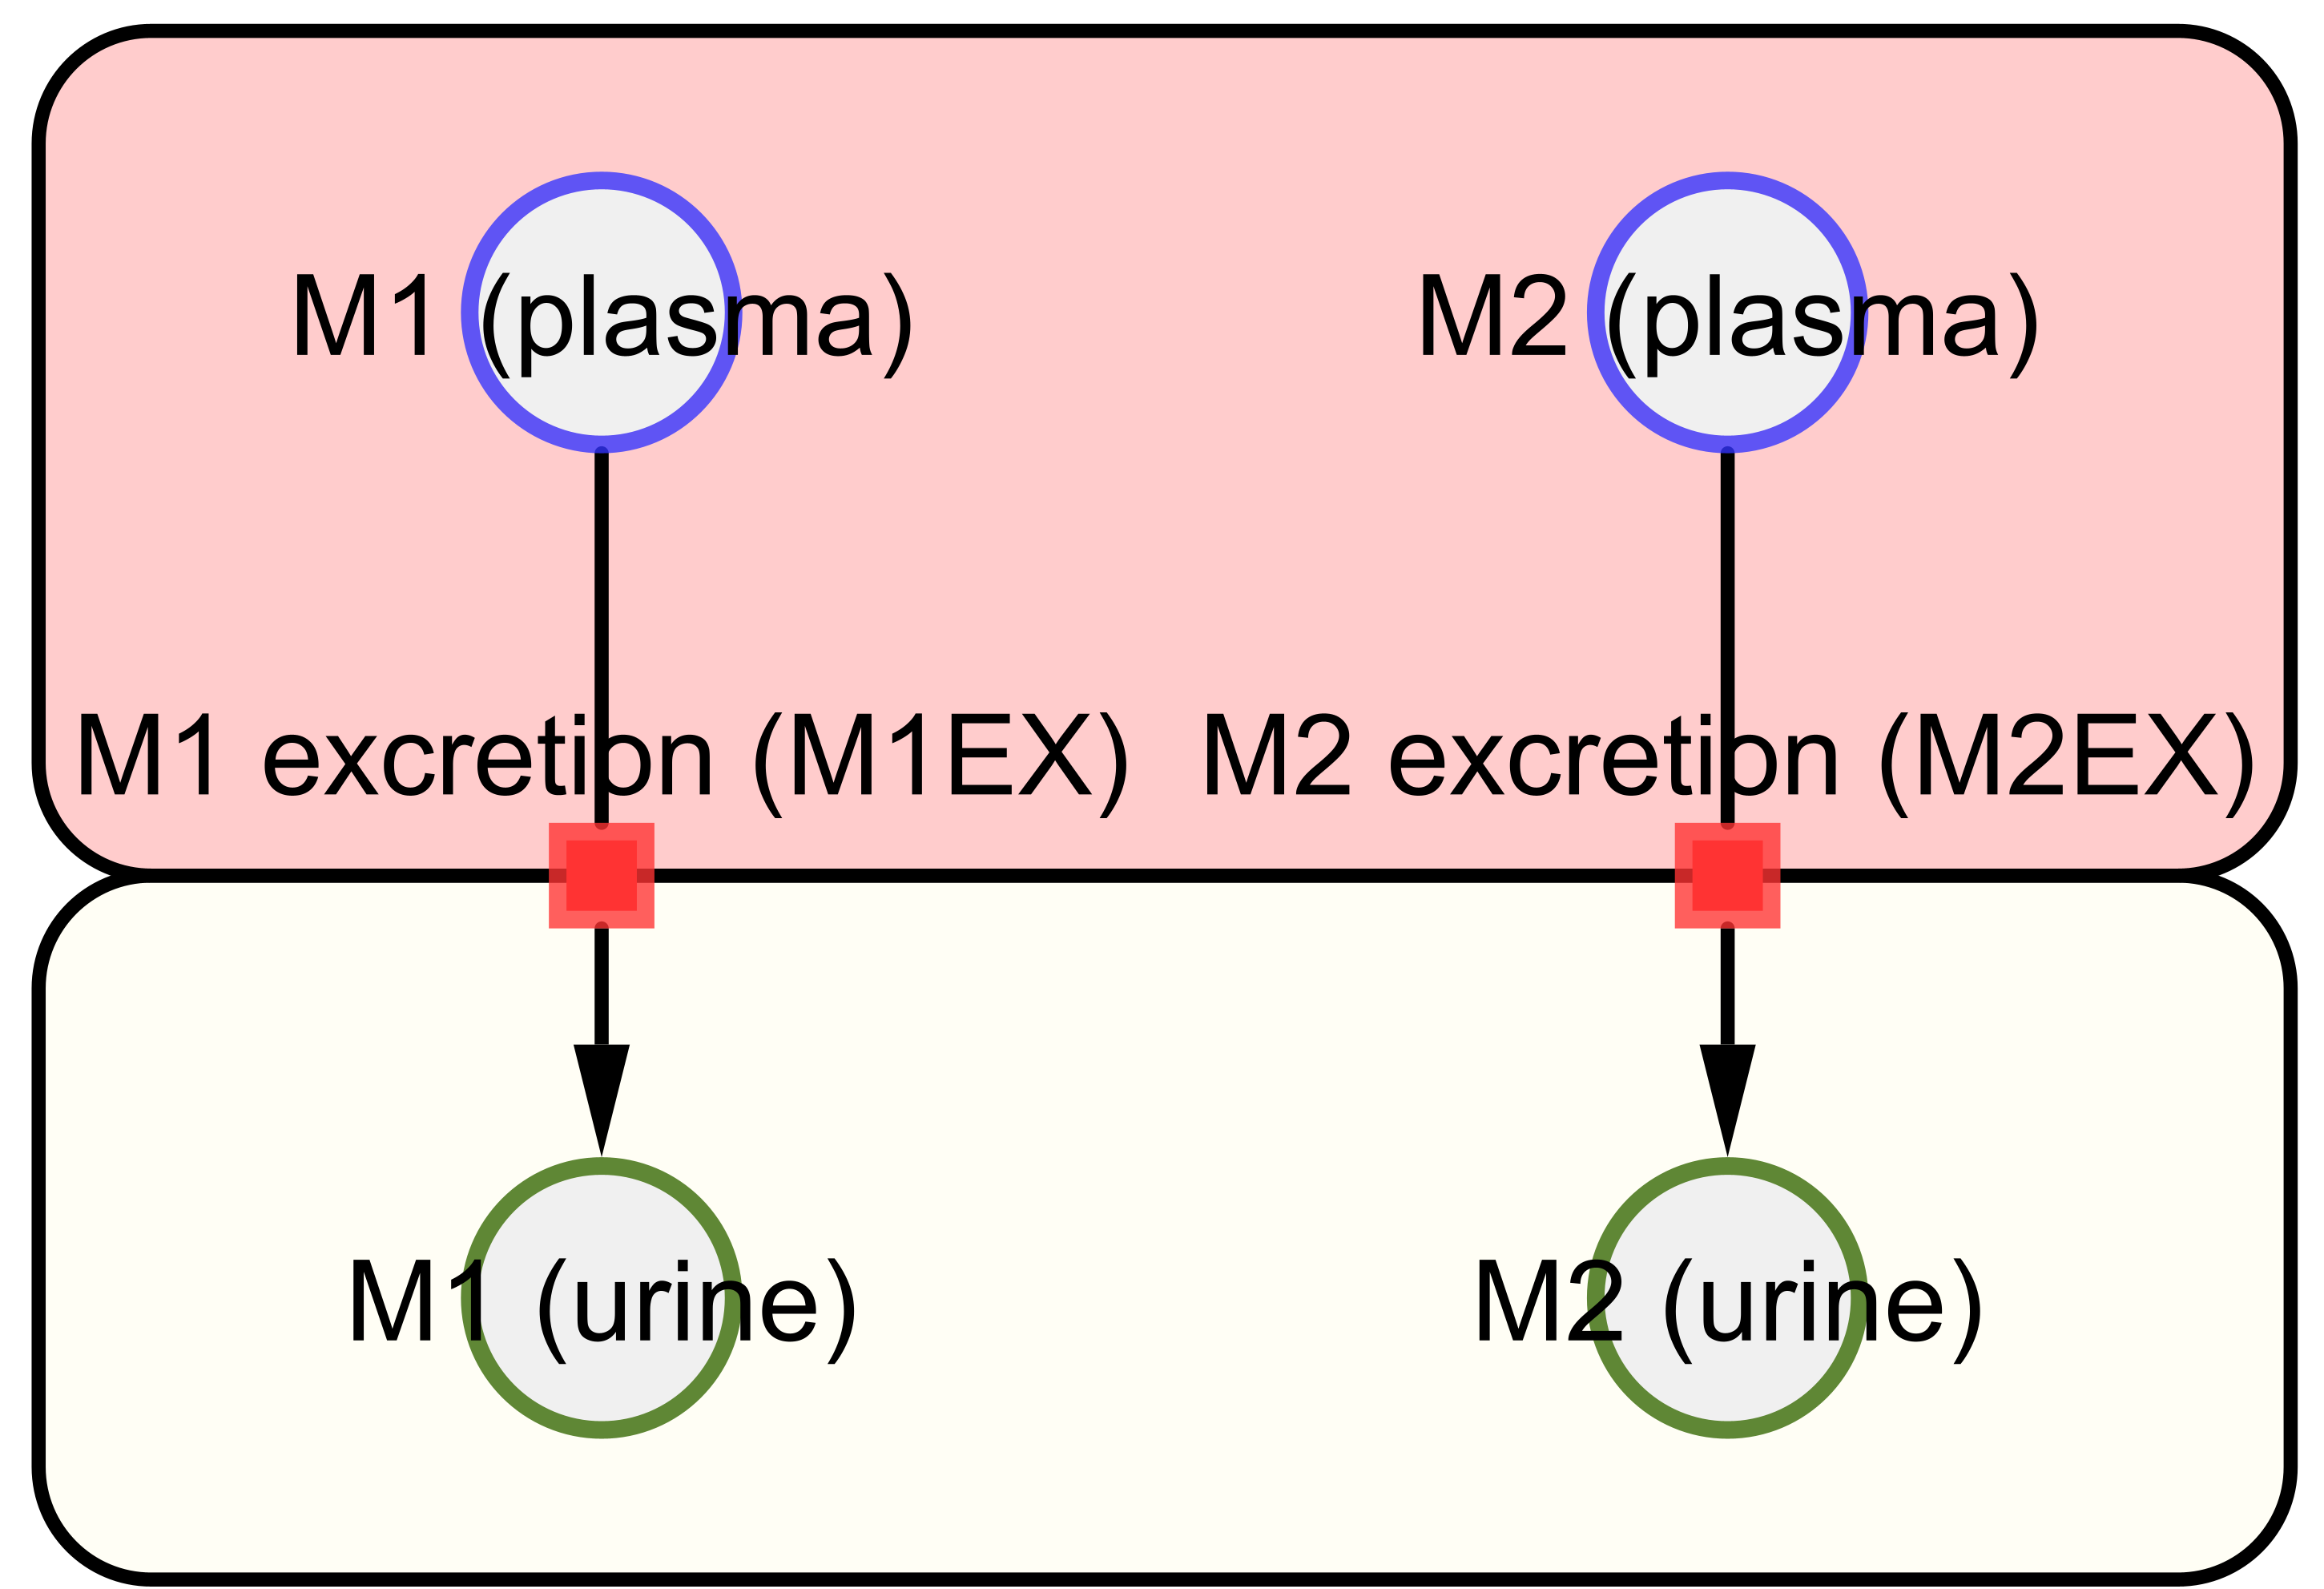 M1 (plasma)
M2 (plasma)
M1 excretion (M1EX)
M2 excretion (M2EX)
M1 (urine)
M2 (urine)